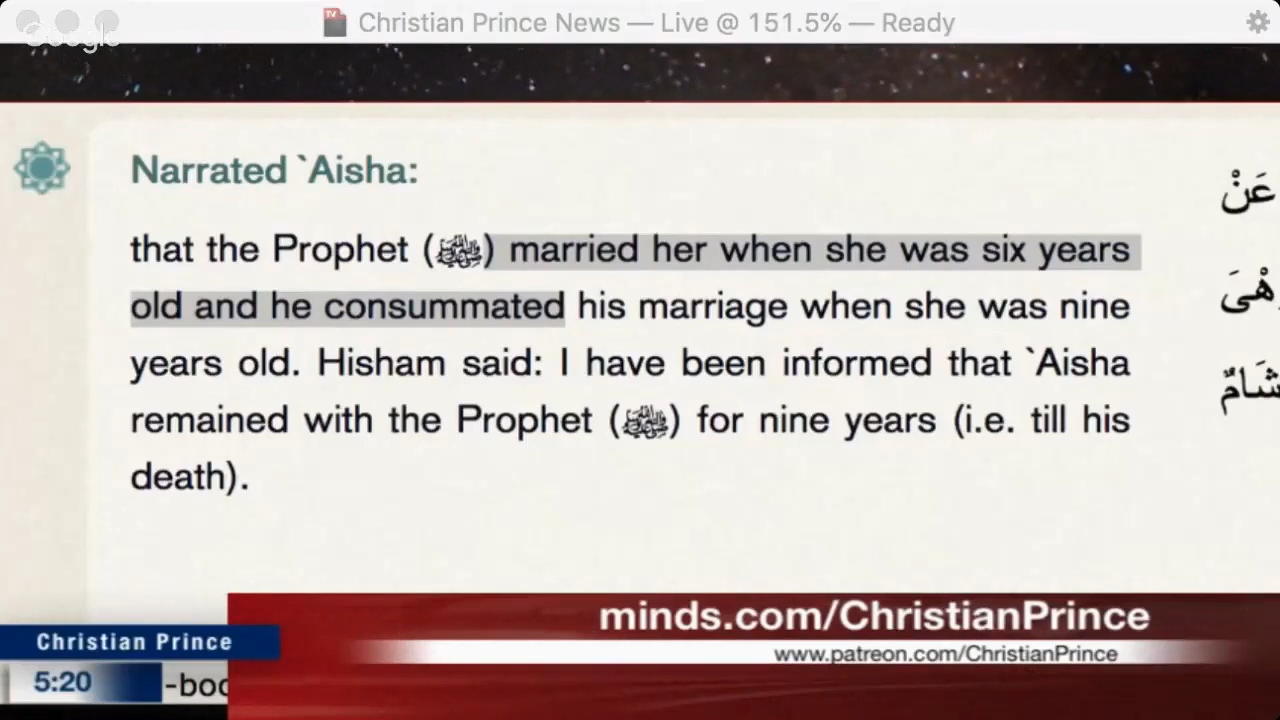 Christian Prince News — Live @ 151.5% — Ready
Google
Narrated `Aisha:
that the Prophet (ﷺ) married her when she was six years
old and he consummated his marriage when she was nine
years old. Hisham said: I have been informed that `Aisha
remained with the Prophet (ﷺ) for nine years (i.e. till his
death).
عَنْ
وَهْىَ
شَامٌ
minds.com/ChristianPrince
www.patreon.com/ChristianPrince
Christian Prince
5:20
-boo